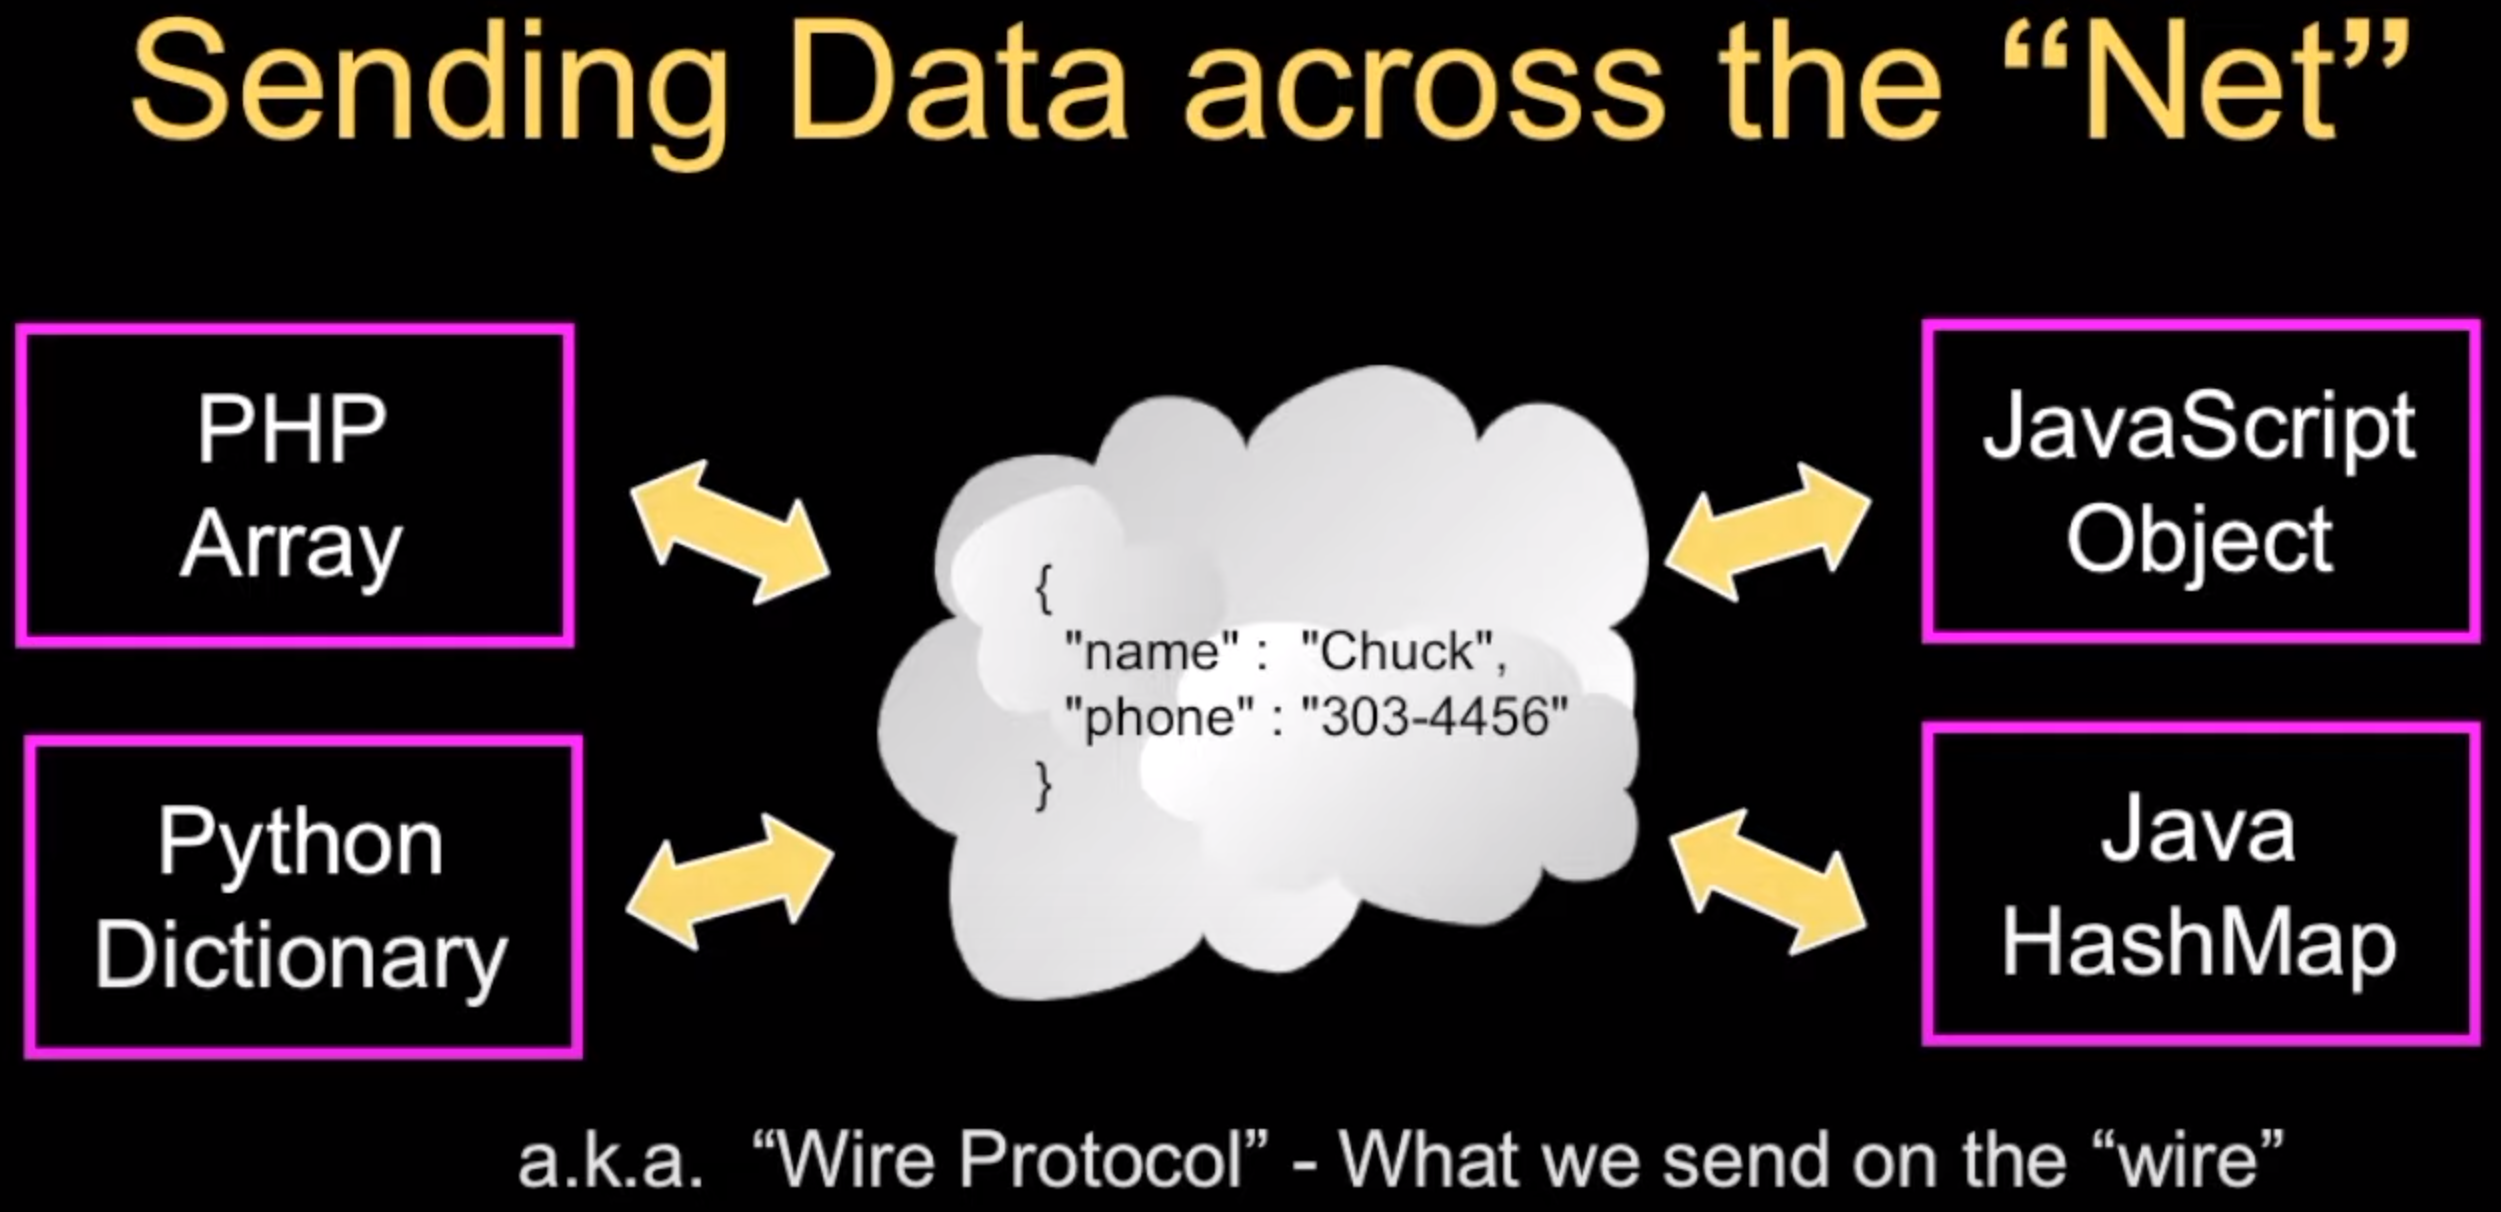 Sending Data across the “Net”
PHP
Array
JavaScript
Object
{
"name" : "Chuck",
"phone" : "303-4456"
}
Python
Dictionary
Java
HashMap
a.k.a. “Wire Protocol” - What we send on the “wire”